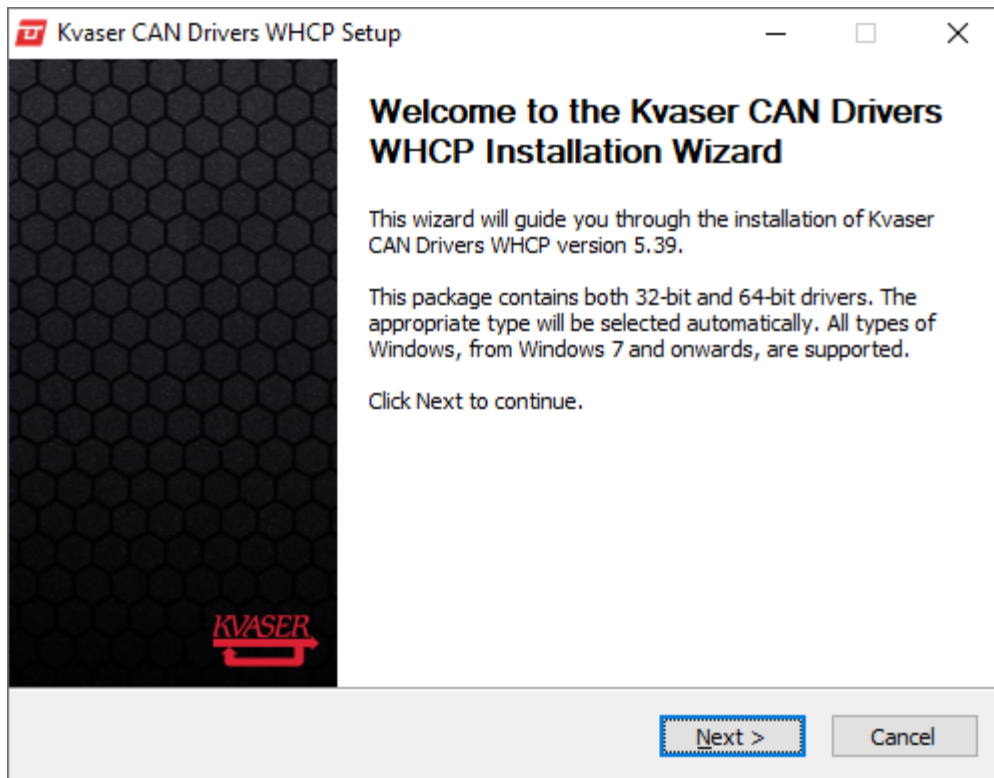 Kvaser CAN Drivers WHCP Setup
Welcome to the Kvaser CAN Drivers
WHCP Installation Wizard
This wizard will guide you through the installation of Kvaser
CAN Drivers WHCP version 5.39.
This package contains both 32-bit and 64-bit drivers. The
appropriate type will be selected automatically. All types of
Windows, from Windows 7 and onwards, are supported.
Click Next to continue.
KVASER
Next >
Cancel